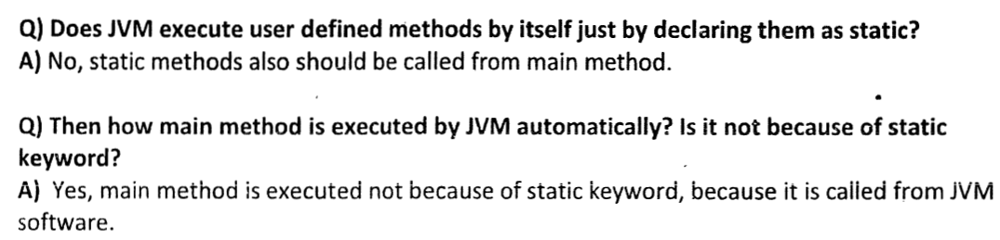 Q) Does JVM execute user defined methods by itself just by declaring them as static?
A) No, static methods also should be called from main method.
Q) Then how main method is executed by JVM automatically? Is it not because of static
keyword?
A) Yes, main method is executed not because of static keyword, because it is called from JVM
software.